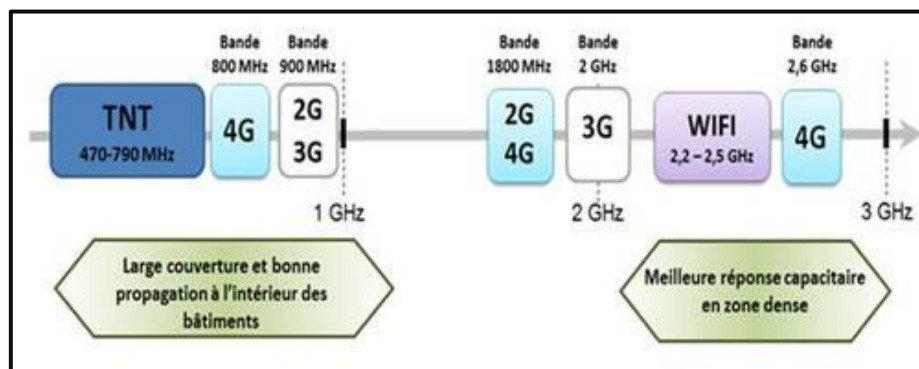 Bande
800 MHz
Bande
900 MHz
Bande
1800 MHz
Bande
2 GHz
Bande
2,6 GHz
TNT
470-790 MHz
4G
2G
3G
2G
4G
3G
WIFI
2,2 – 2,5 GHz
4G
1 GHz
2 GHz
3 GHz
Large couverture et bonne
propagation à l'intérieur des
bâtiments
Meilleure réponse capacitaire
en zone dense